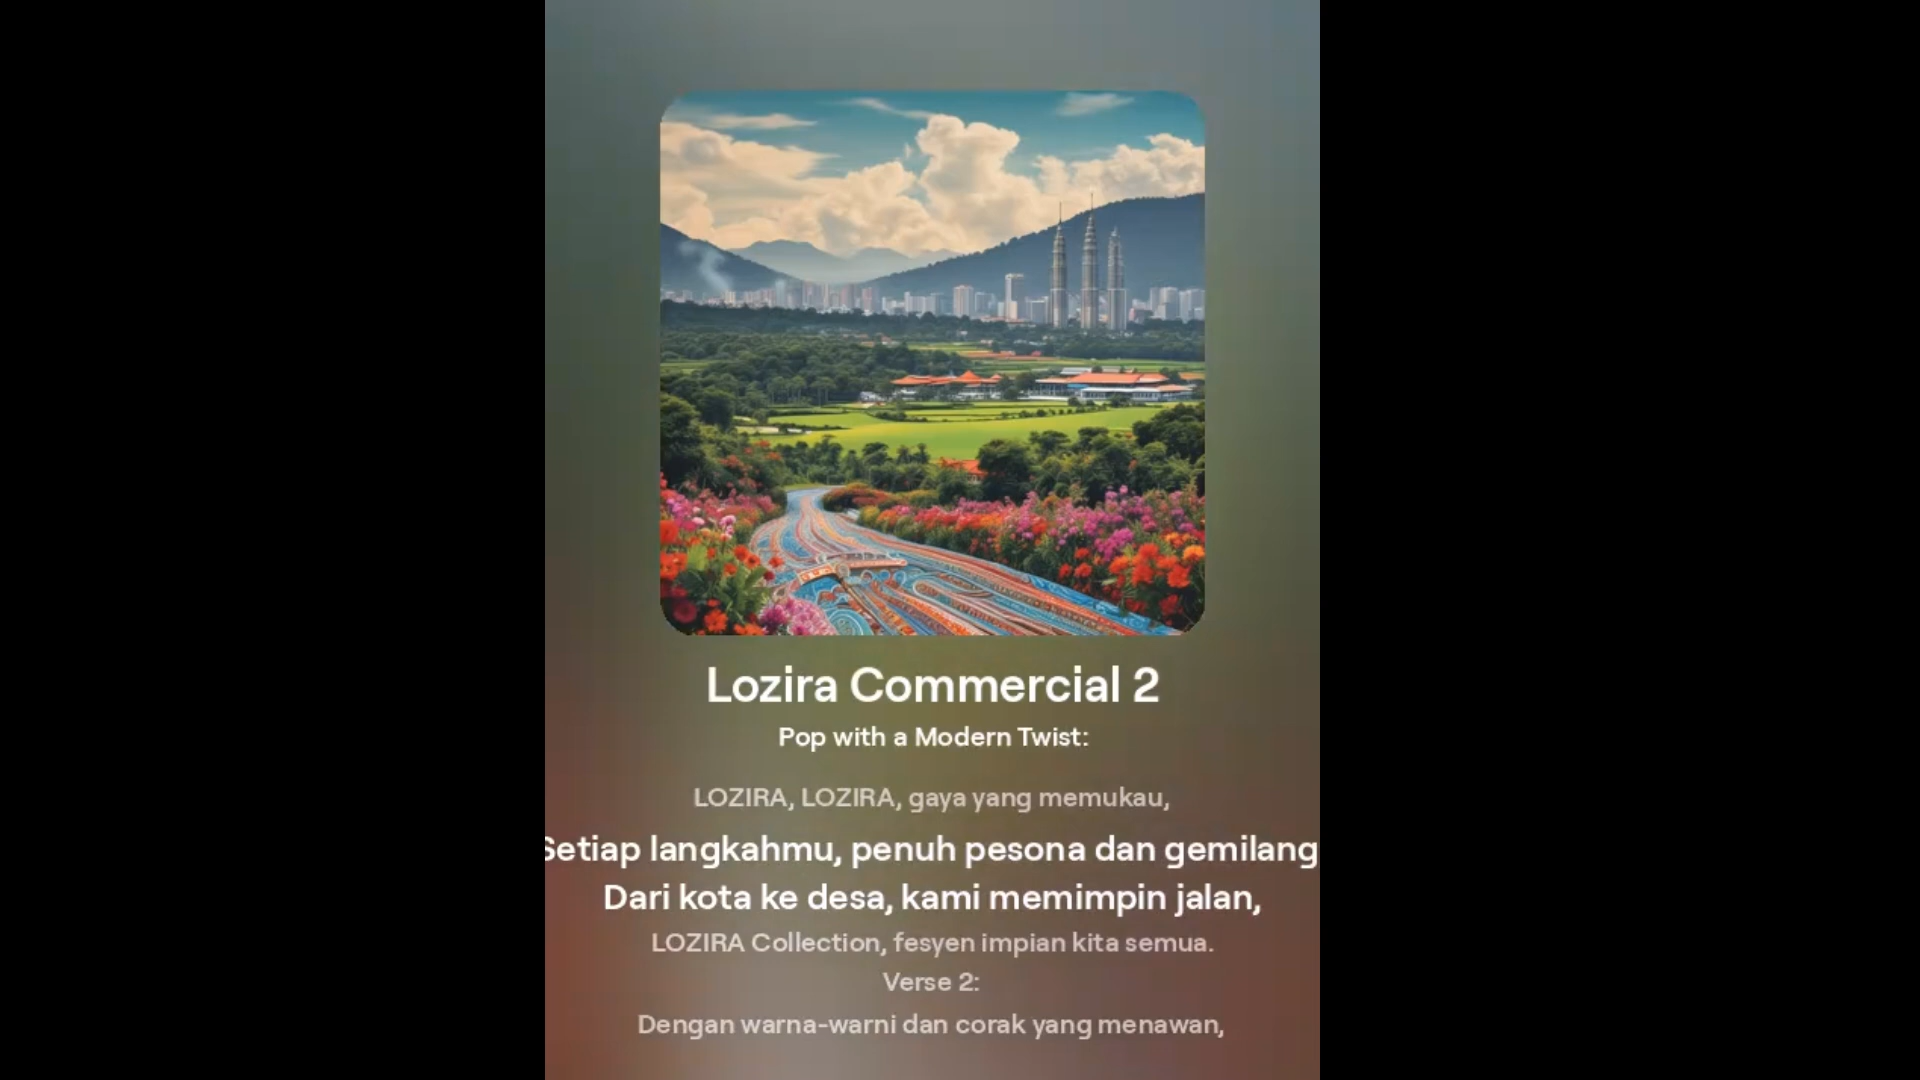 Lozira Commercial 2
Pop with a Modern Twist:
LOZIRA, LOZIRA, gaya yang memukau,
Setiap langkahmu, penuh pesona dan gemilang
Dari kota ke desa, kami memimpin jalan,
LOZIRA Collection, fesyen impian kita semua.
Verse 2:
Dengan warna-warni dan corak yang menawan,